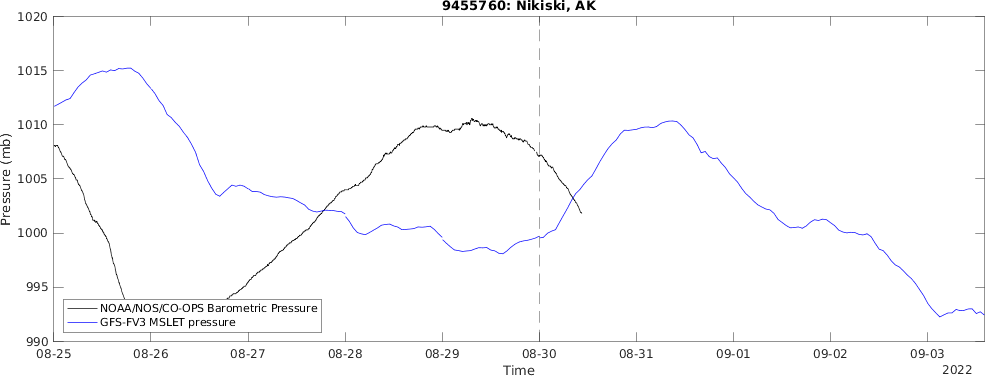 9455760: Nikiski, AK
Pressure (mb)
1020
1015
1010
1005
1000
995
990
NOAA/NOS/CO-OPS Barometric Pressure
GFS-FV3 MSLET pressure
08-25 08-26 08-27 08-28 08-29 08-30 08-31 09-01 09-02 09-03
Time
2022